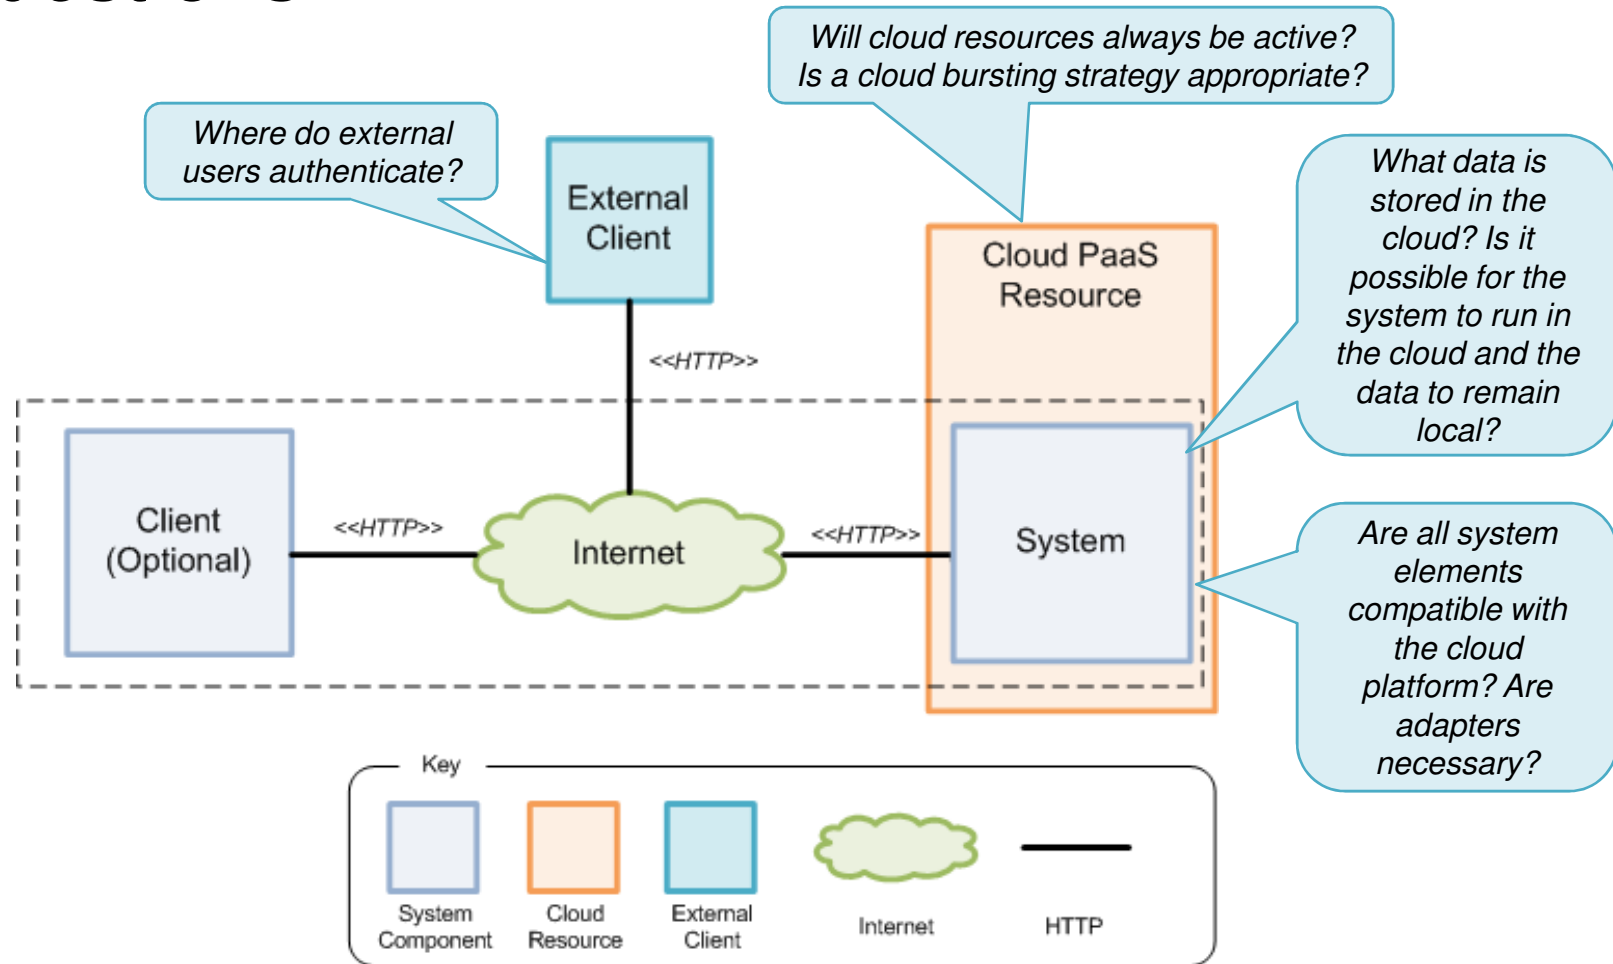 Will cloud resources always be active?
Is a cloud bursting strategy appropriate?
Where do external
users authenticate?
What data is
stored in the
cloud? Is it
possible for the
system to run in
the cloud and the
data to remain
local?
External
Client
Cloud PaaS
Resource
<<HTTP>>
Client
(Optional)
<<HTTP>>
Internet
<<HTTP>>
System
Are all system
elements
compatible with
the cloud
platform? Are
adapters
necessary?
Key
System
Component
Cloud
Resource
External
Client
Internet
HTTP